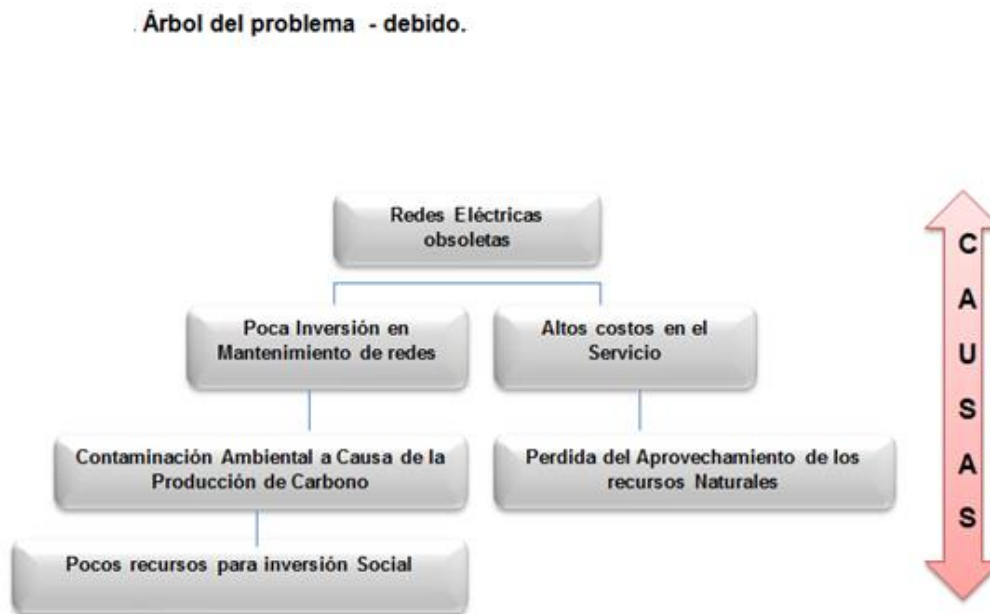 . Árbol del problema - debido.
Redes Eléctricas
obsoletas
Poca Inversión en
Mantenimiento de redes
Altos costos en el
Servicio
Contaminación Ambiental a Causa de la
Producción de Carbono
Perdida del Aprovechamiento de los
recursos Naturales
Pocos recursos para inversión Social
C
A
U
S
A
S